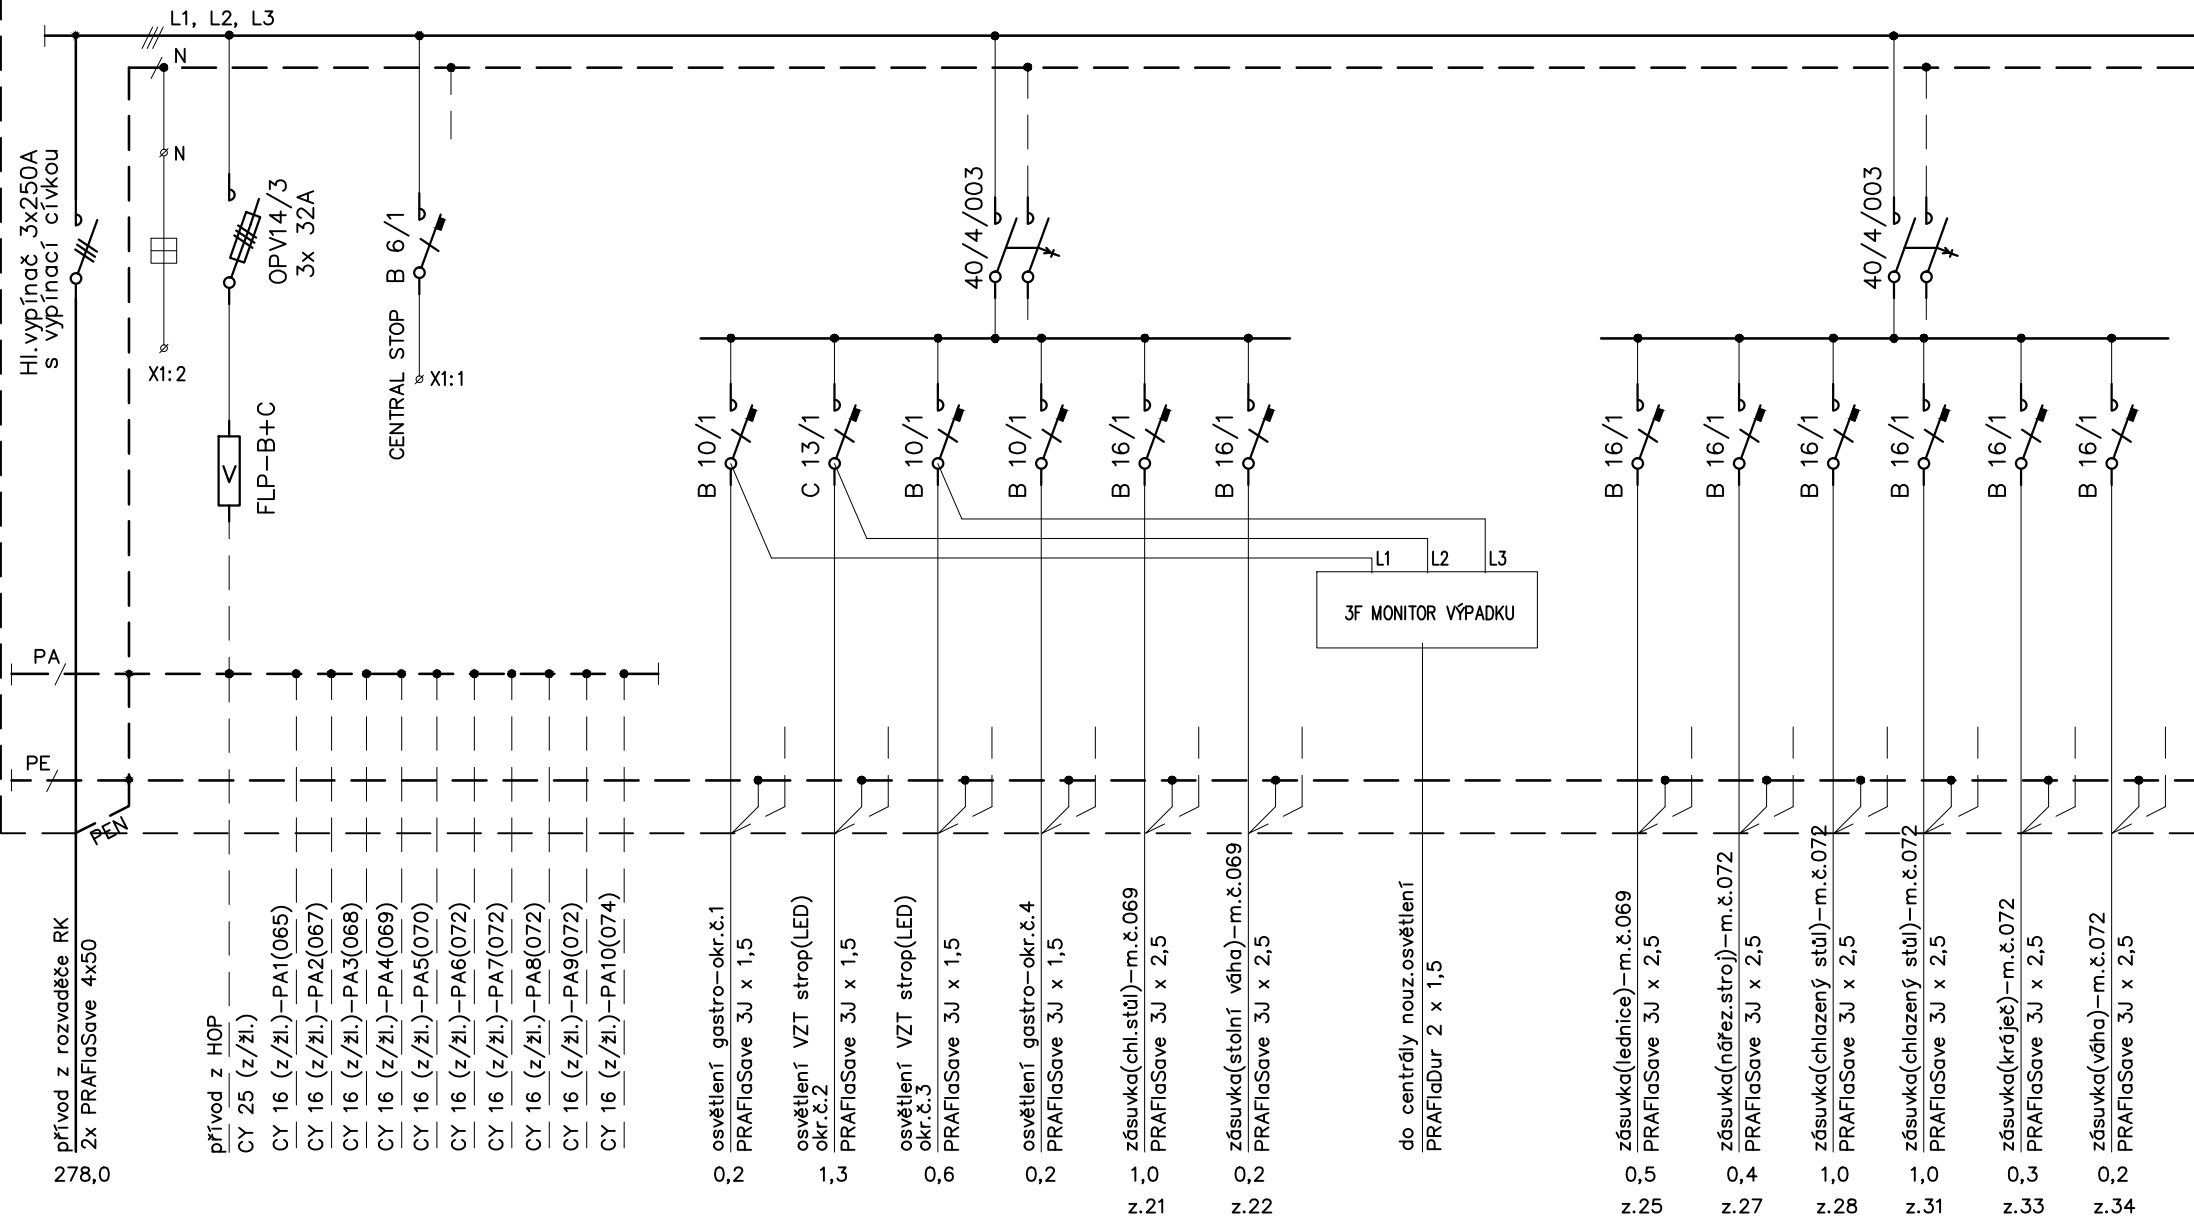 L1, L2, L3
N
N
X1:2
Hl.vypínač 3x250A
s vypínací cívkou
OPV14/3
3x 32A
FLP-B+C
CENTRAL STOP B 6/1
X1:1
40/4/003
40/4/003
B 10/1
C 13/1
B 10/1
B 10/1
B 16/1
B 16/1
B 16/1
B 16/1
B 16/1
B 16/1
B 16/1
B 16/1
L1
L2
L3
3F MONITOR VÝPADKU
PA
PE
PEN
přívod z rozvaděče RK
2x PRAFlaSave 4x50
278,0
přívod z HOP
CY 25 (z/žl.)
CY 16 (z/žl.)-PA1(065)
CY 16 (z/žl.)-PA2(067)
CY 16 (z/žl.)-PA3(068)
CY 16 (z/žl.)-PA4(069)
CY 16 (z/žl.)-PA5(070)
CY 16 (z/žl.)-PA6(072)
CY 16 (z/žl.)-PA7(072)
CY 16 (z/žl.)-PA8(072)
CY 16 (z/žl.)-PA9(072)
CY 16 (z/žl.)-PA10(074)
osvětlení gastro-okr.č.1
PRAFlaSave 3J x 1,5
0,2
osvětlení VZT strop(LED)
okr.č.2
PRAFlaSave 3J x 1,5
1,3
osvětlení VZT strop(LED)
okr.č.3
PRAFlaSave 3J x 1,5
0,6
osvětlení gastro-okr.č.4
PRAFlaSave 3J x 1,5
0,2
zásuvka(chl.stůl)-m.č.069
PRAFlaSave 3J x 2,5
1,0
z.21
zásuvka(stolní váha)-m.č.069
PRAFlaSave 3J x 2,5
0,2
z.22
do centrály nouz.osvětlení
PRAFlaDur 2 x 1,5
zásuvka(lednice)-m.č.069
PRAFlaSave 3J x 2,5
0,5
z.25
zásuvka(nářez.stroj)-m.č.072
PRAFlaSave 3J x 2,5
0,4
z.27
zásuvka(chlazený stůl)-m.č.072
PRAFlaSave 3J x 2,5
1,0
z.28
zásuvka(chlazený stůl)-m.č.072
PRAFlaSave 3J x 2,5
1,0
z.31
zásuvka(kráječ)-m.č.072
PRAFlaSave 3J x 2,5
0,3
z.33
zásuvka(váha)-m.č.072
PRAFlaSave 3J x 2,5
0,2
z.34